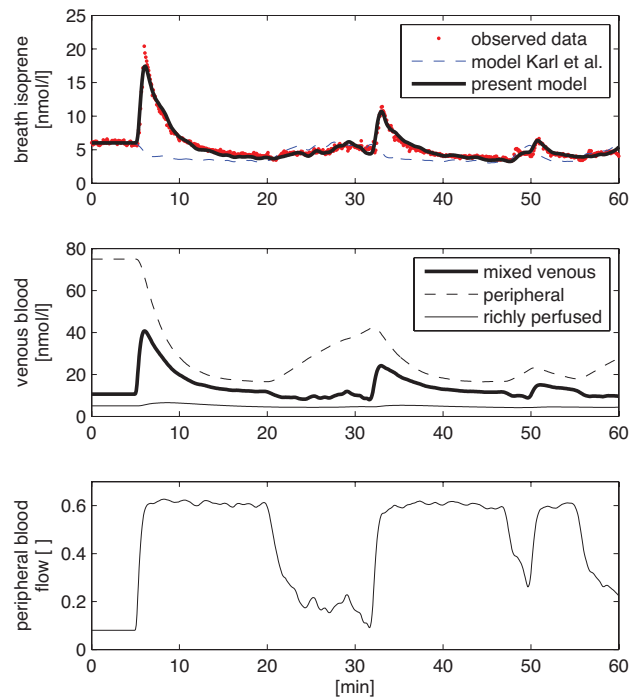 breath isoprene
[nmol/l]
25
20
15
10
5
0
observed data
model Karl et al.
present model
0 10 20 30 40 50 60
venous blood
[nmol/l]
80
60
40
20
0
mixed venous
peripheral
richly perfused
0 10 20 30 40 50 60
peripheral blood
flow [ ]
0.6
0.4
0.2
0
0 10 20 30 40 50 60
[min]